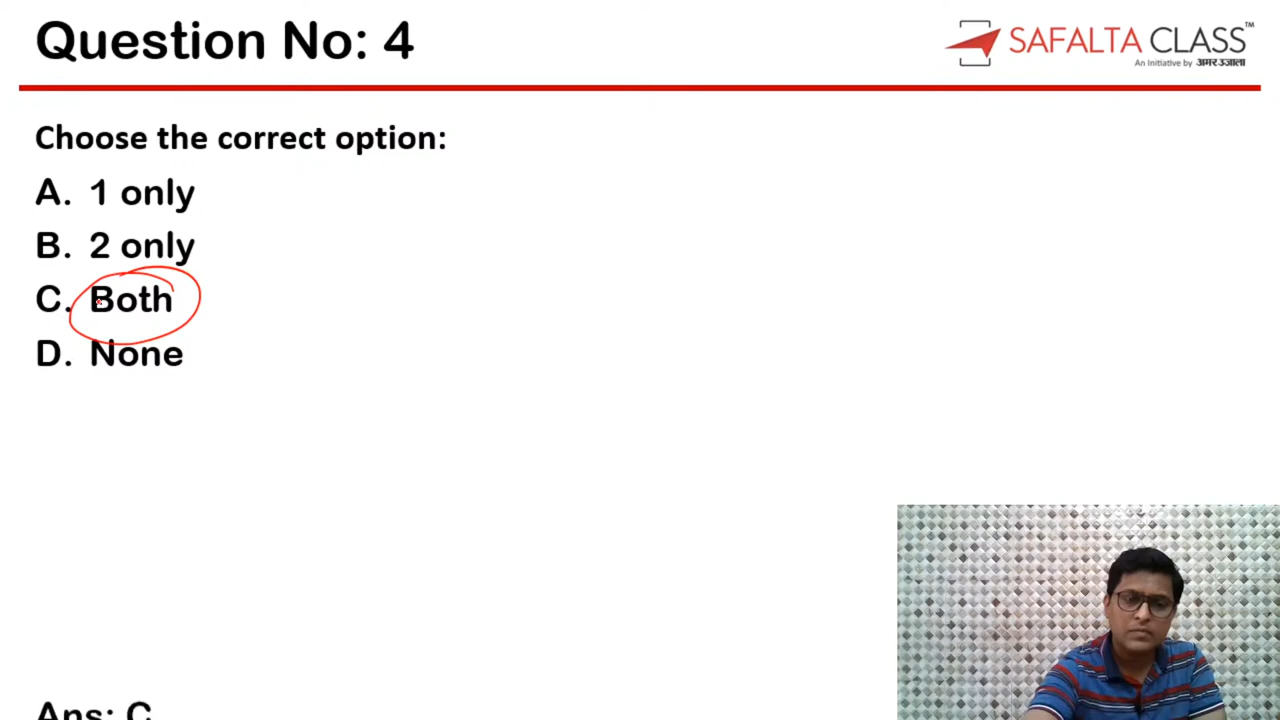 Question No: 4
SAFALTA CLASS™
An Initiative by अमर उजाला
Choose the correct option:
A. 1 only
B. 2 only
C. Both
D. None
Ans: C